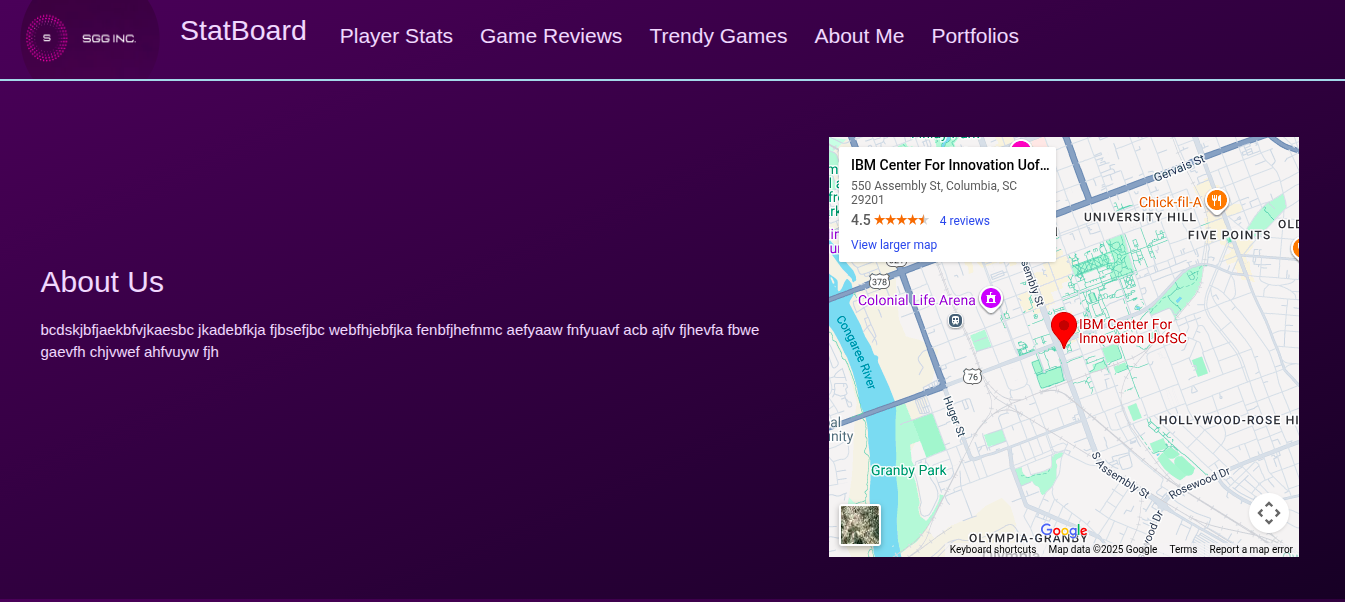 S
SGG INC.
StatBoard
Player Stats
Game Reviews
Trendy Games
About Me
Portfolios
About Us
bcdskjbfjaekbfvjkaesbc jkadebfkja fjbsefjbc webfhjebfjka fenbfjhefnmc aefyaaw fnfyuavf acb ajfv fjhevfa fbwe
gaevfh chjvwef ahfvuyw fjh
IBM Center For Innovation Uof...
550 Assembly St, Columbia, SC
29201
4.5
4 reviews
View larger map
Gervais St
Chick-fil-A
UNIVERSITY HILL
FIVE POINTS
OLD
378
Colonial Life Arena
IBM Center For
Innovation UofSC
Congaree River
76
Huger St
HOLLYWOOD-ROSE HI
Granby Park
S Assembly St
Rosewood Dr
Google
OLYMPIA-GRANBY
Keyboard shortcuts
Map data ©2025 Google
Terms
Report a map error